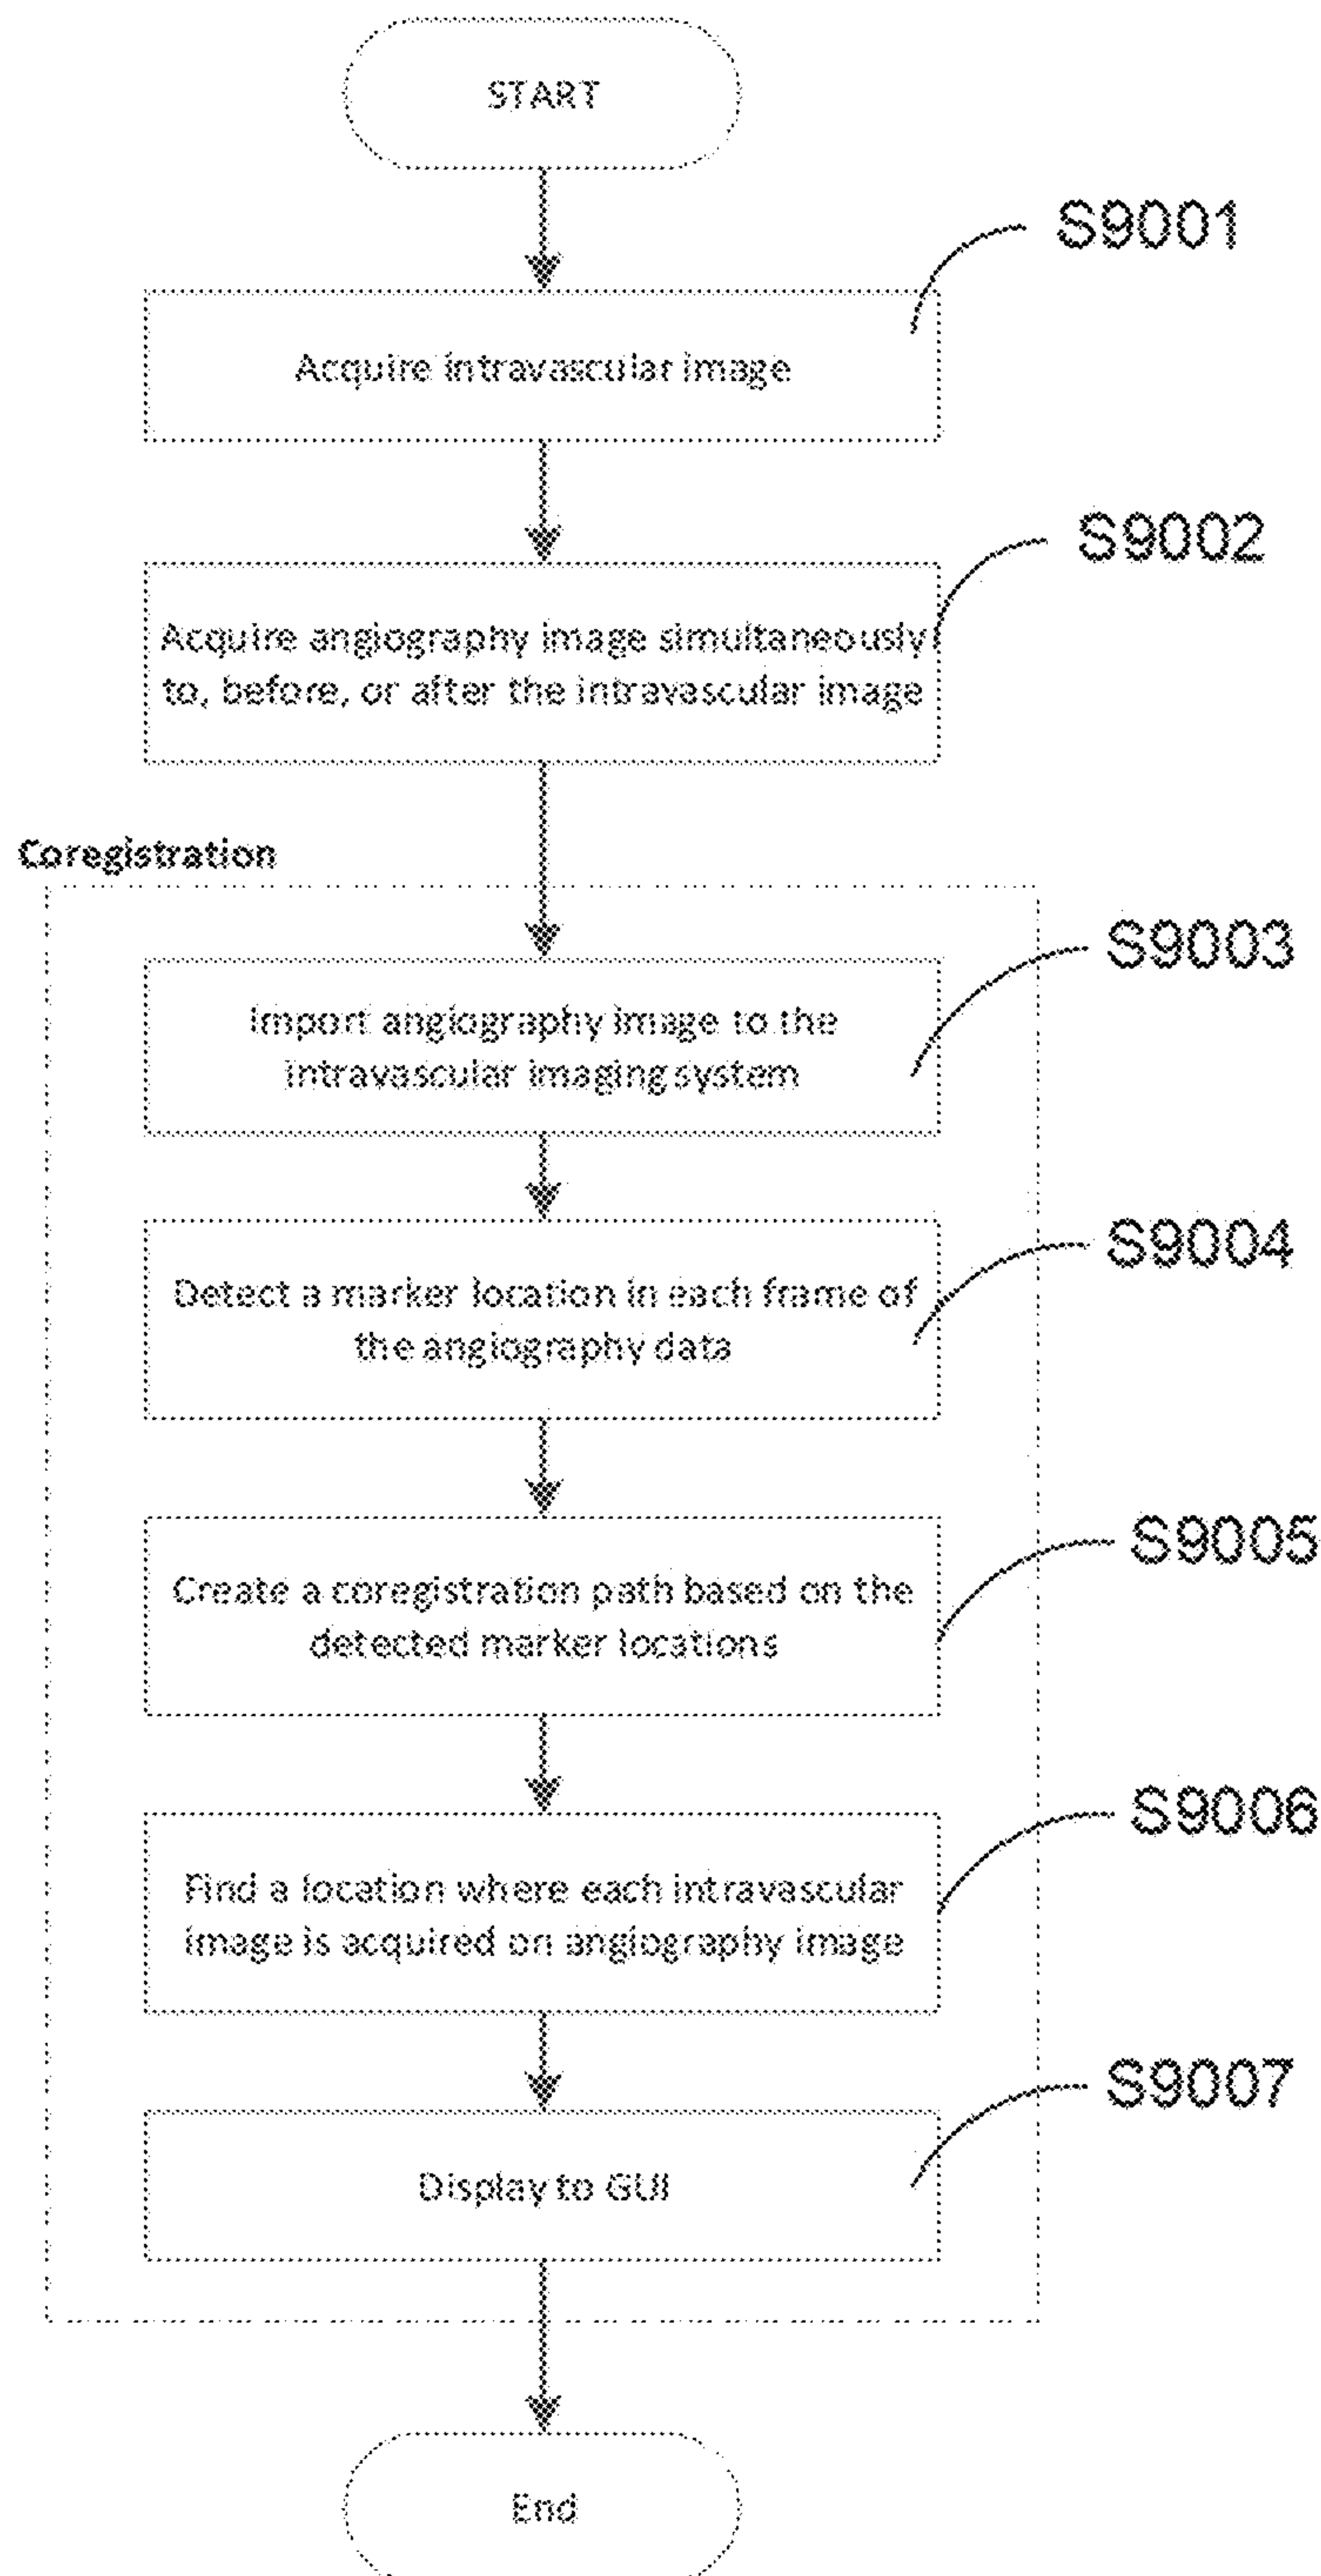 START
S9001
Acquire intravascular image
S9002
Acquire angiography image simultaneously
to, before, or after the intravascular image
Coregistration
S9003
Import angiography image to the
intravascular imaging system
S9004
Detect a marker location in each frame of
the angiography data
S9005
Create a coregistration path based on the
detected marker locations
S9006
Find a location where each intravascular
image is acquired on angiography image
S9007
Display to GUI
End